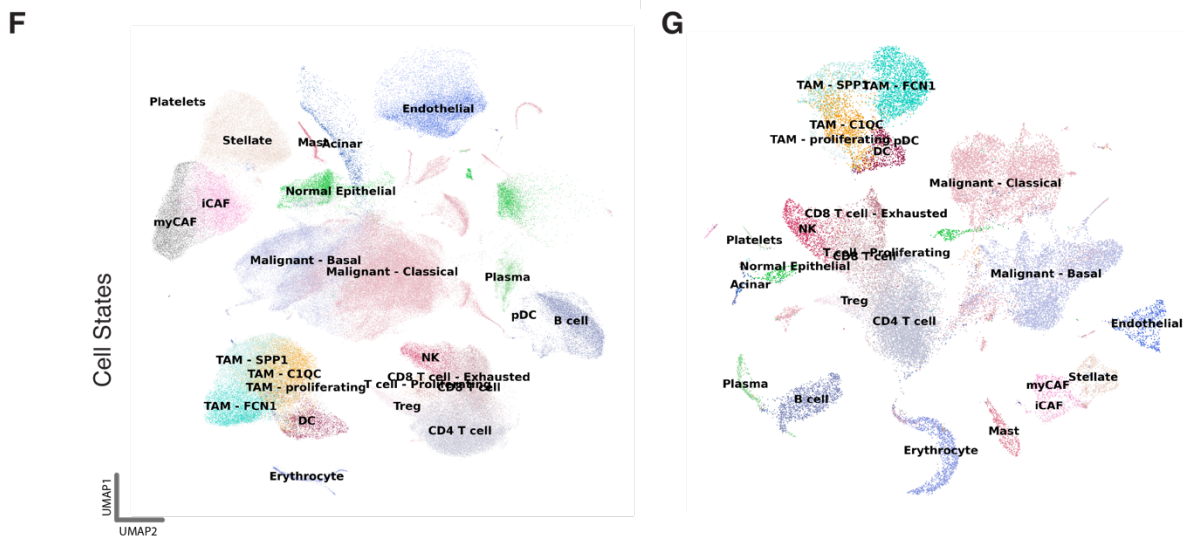 F
Platelets
Stellate
Mast
Acinar
Endothelial
Normal Epithelial
iCAF
myCAF
Malignant - Basal
Malignant - Classical
Plasma
pDC
B cell
TAM - SPP1
TAM - C1QC
TAM - proliferating
TAM - FCN1
DC
NK
CD8 T cell - Exhausted
T cell - Proliferating
CD8 T cell
Treg
CD4 T cell
Erythrocyte
Cell States
UMAP1
UMAP2
G
TAM - SPP1
TAM - FCN1
TAM - C1QC
TAM - proliferating
pDC
DC
Malignant - Classical
CD8 T cell - Exhausted
NK
Platelets
T cell - Proliferating
CD8 T cell
Normal Epithelial
Malignant - Basal
Acinar
Treg
CD4 T cell
Endothelial
Plasma
B cell
Stellate
myCAF
iCAF
Mast
Erythrocyte